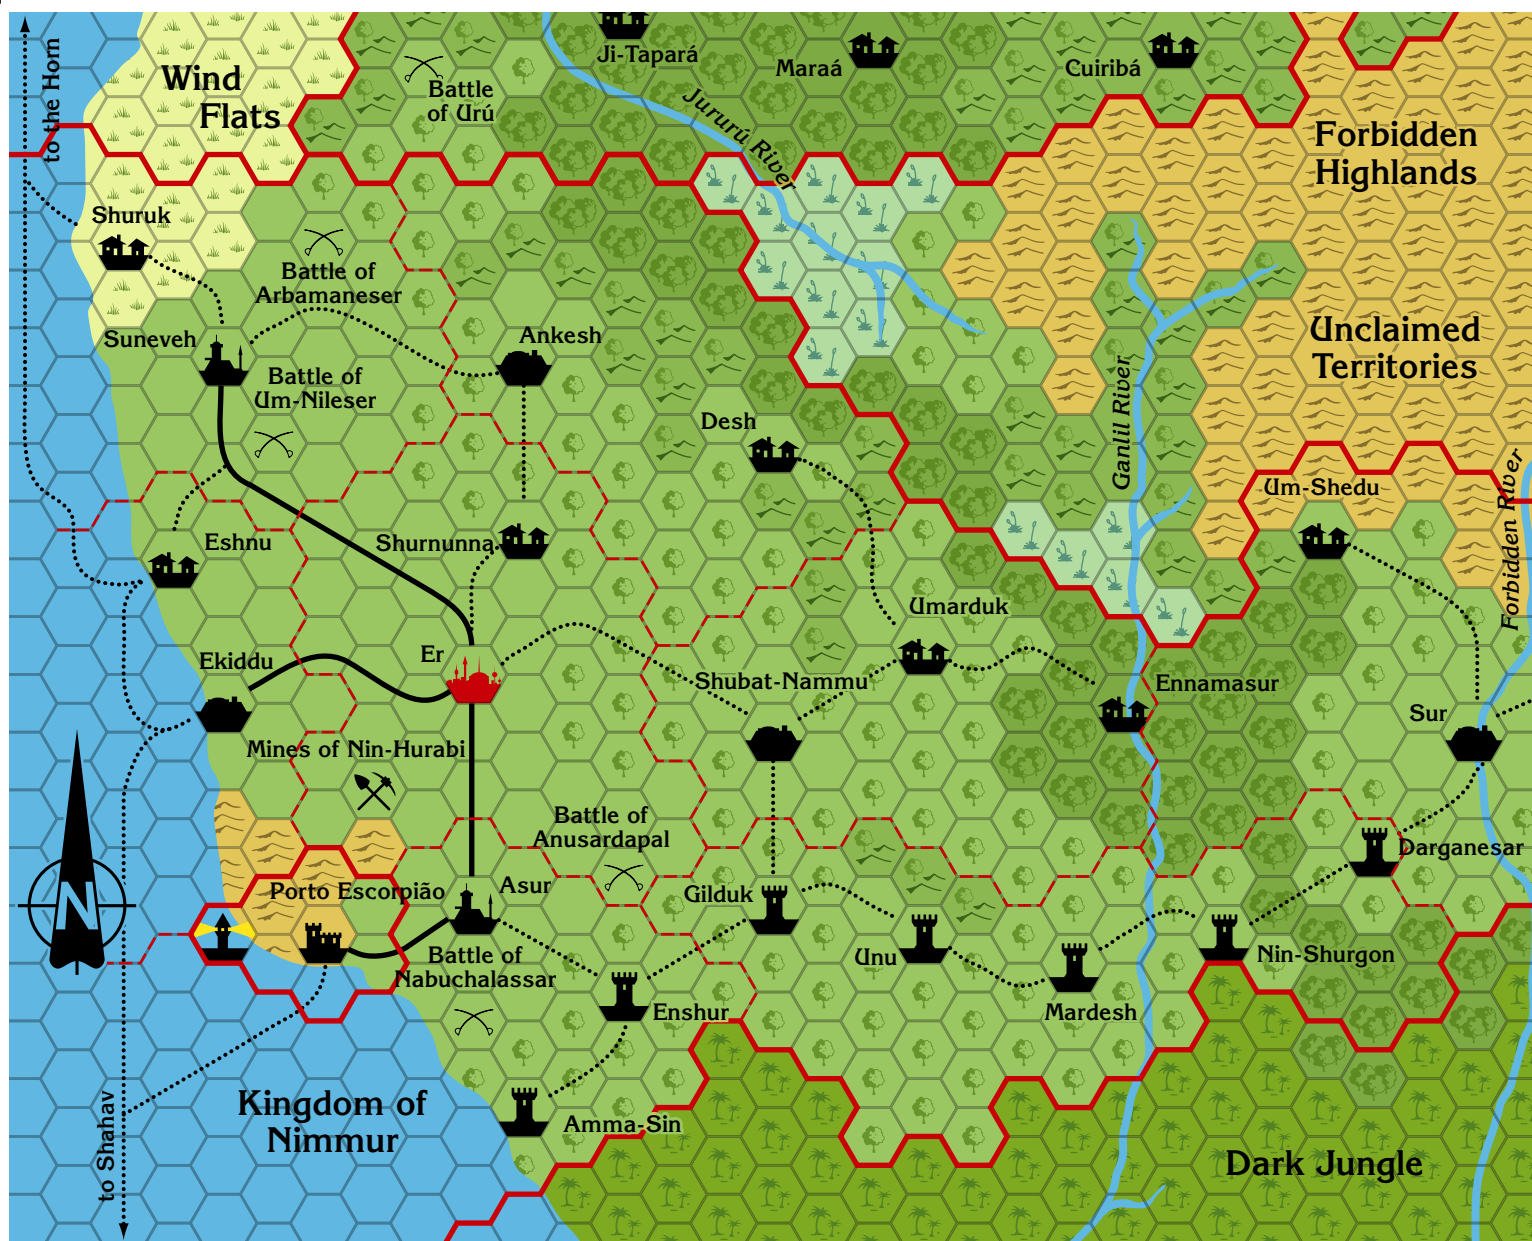 to the Horn
Wind
Flats
Battle
of Urú
Ji-Tapará
Maraá
Cuiribá
Jururú River
Forbidden
Highlands
Shuruk
Battle of
Arbamaneser
Suneveh
Ankesh
Unclaimed
Territories
Battle of
Um-Nileser
Desh
Ganlil River
Um-Shedu
Forbidden River
Eshnu
Shurnunna
Umarduk
Ekiddu
Er
Shubat-Nammu
Ennamasur
Sur
Mines of Nin-Hurabi
Battle of
Anusardapal
Darganesar
Porto Escorpião
Asur
Gilduk
N
Battle of
Nabuchalassar
Unu
Nin-Shurgon
Enshur
Mardesh
Kingdom of
Nimmur
Amma-Sin
to Shahav
Dark Jungle